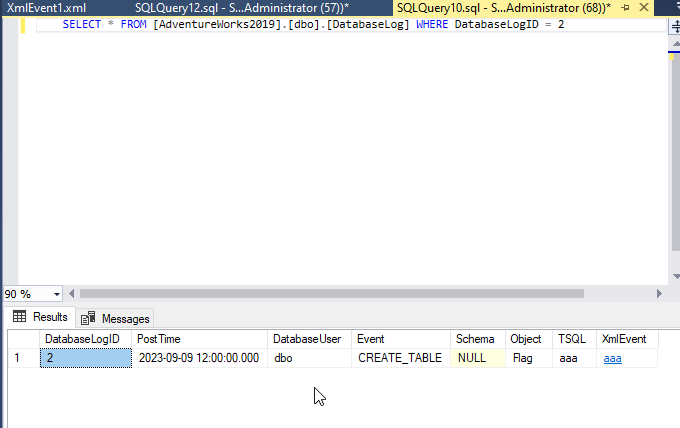 XmlEvent1.xml SQLQuery12.sql - S...Administrator (57))* SQLQuery10.sql - S...Administrator (68))*
SELECT * FROM [AdventureWorks2019].[dbo].[DatabaseLog] WHERE DatabaseLogID = 2
90 %
Results Messages
DatabaseLogID PostTime DatabaseUser Event Schema Object TSQL XmlEvent
1 2 2023-09-09 12:00:00.000 dbo CREATE_TABLE NULL Flag aaa aaa